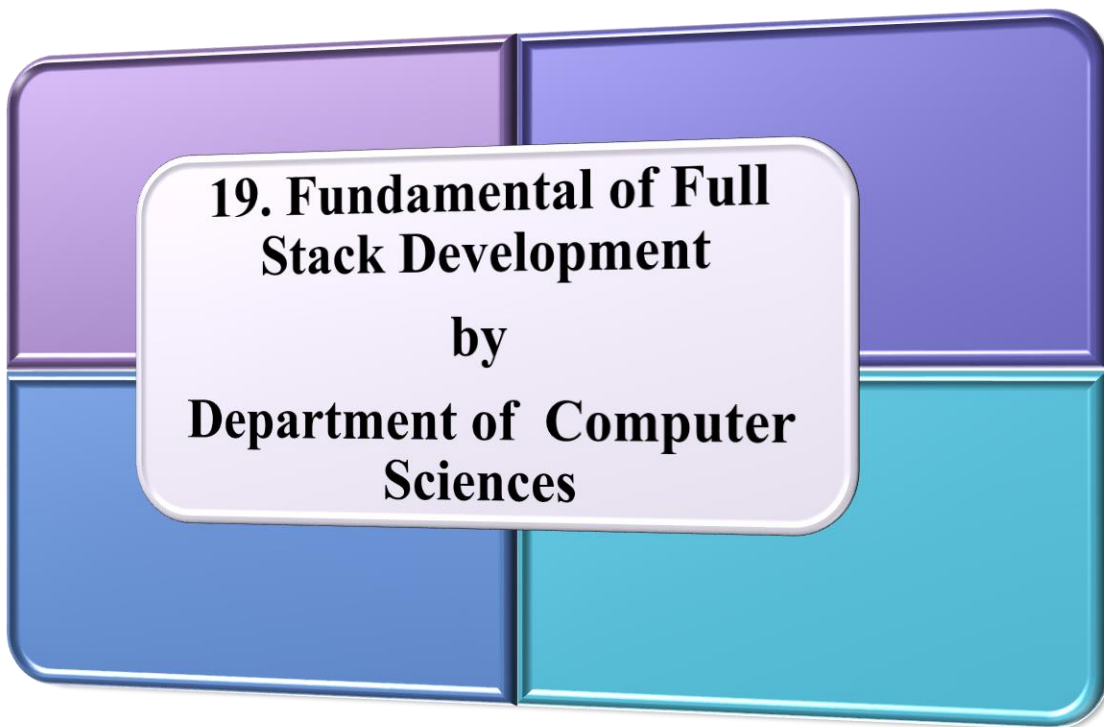 19. Fundamental of Full
Stack Development
by
Department of Computer
Sciences